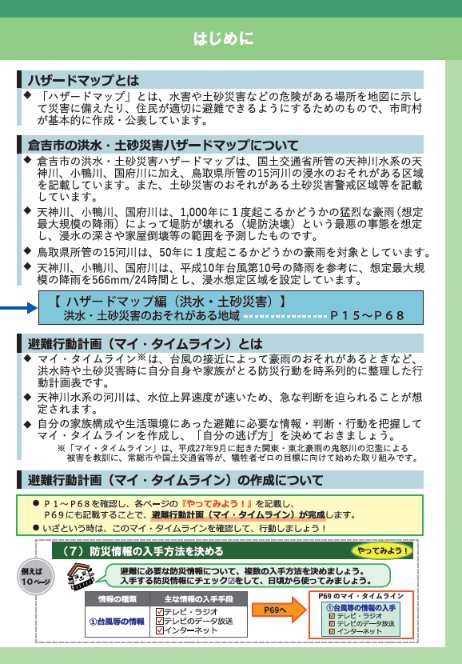 はじめに
ハザードマップとは
◆ 「ハザードマップ」とは、水害や土砂災害などの危険がある場所を地図に示し
て災害に備えたり、住民が適切に避難できるようにするためのもので、市町村
が基本的に作成・公表しています。
倉吉市の洪水・土砂災害ハザードマップについて
◆ 倉吉市の洪水・土砂災害ハザードマップは、国土交通省所管の天神川水系の天
神川、小鴨川、国府川に加え、鳥取県所管の15河川の浸水のおそれがある区域
を記載しています。また、土砂災害のおそれがある土砂災害警戒区域等を記載
しています。
◆ 天神川、小鴨川、国府川は、1,000年に１度起こるかどうかの猛烈な豪雨(想定
最大規模の降雨）によって堤防が壊れる（堤防決壊）という最悪の事態を想定
し、浸水の深さや家屋倒壊等の範囲を予測したものです。
◆ 鳥取県所管の15河川は、50年に１度起こるかどうかの豪雨を対象としています。
◆ 天神川、小鴨川、国府川は、平成10年台風第10号の降雨を参考に、想定最大規
模の降雨を566mm/24時間とし、浸水想定区域を設定しています。
【 ハザードマップ編（洪水・土砂災害）】
洪水・土砂災害のおそれがある地域 ---------------- Ｐ１５～Ｐ６８
避難行動計画（マイ・タイムライン）とは
◆ マイ・タイムライン※は、台風の接近によって豪雨のおそれがあるときなど、
洪水時や土砂災害時に自分自身や家族がとる防災行動を時系列的に整理した行
動計画表です。
◆ 天神川水系の河川は、水位上昇速度が速いため、急な判断を迫られることが想
定されます。
◆ 自分の家族構成や生活環境にあった避難に必要な情報・判断・行動を把握して
マイ・タイムラインを作成し、「自分の逃げ方」を決めておきましょう。
※「マイ・タイムライン」は、平成27年９月に起きた関東・東北豪雨の鬼怒川の氾濫による
被害を教訓に、常総市や国土交通省等が、犠牲者ゼロの目標に向けて始めた取り組みです。
避難行動計画（マイ・タイムライン）の作成について
● Ｐ１～Ｐ６８を確認し、各ページの『やってみよう！』を記載し、
Ｐ６９にも記載することで、避難行動計画（マイ・タイムライン）が完成します。
● いざという時は、このマイ・タイムラインを確認して、行動しましょう！
例えば
10ページ
（７）防災情報の入手方法を決める
やってみよう！
避難に必要な防災情報について、複数の入手方法を決めましょう。
入手する防災情報にチェック☑をして、日頃から使ってみましょう。
情報の種類 主な情報の入手手段
①台風等の情報
☑テレビ・ラジオ
☑テレビのデータ放送
☑インターネット
P69へ
P69 のマイ・タイムライン
①台風等の情報の入手
☑ テレビ・ラジオ
☑ テレビのデータ放送
☑ インターネット